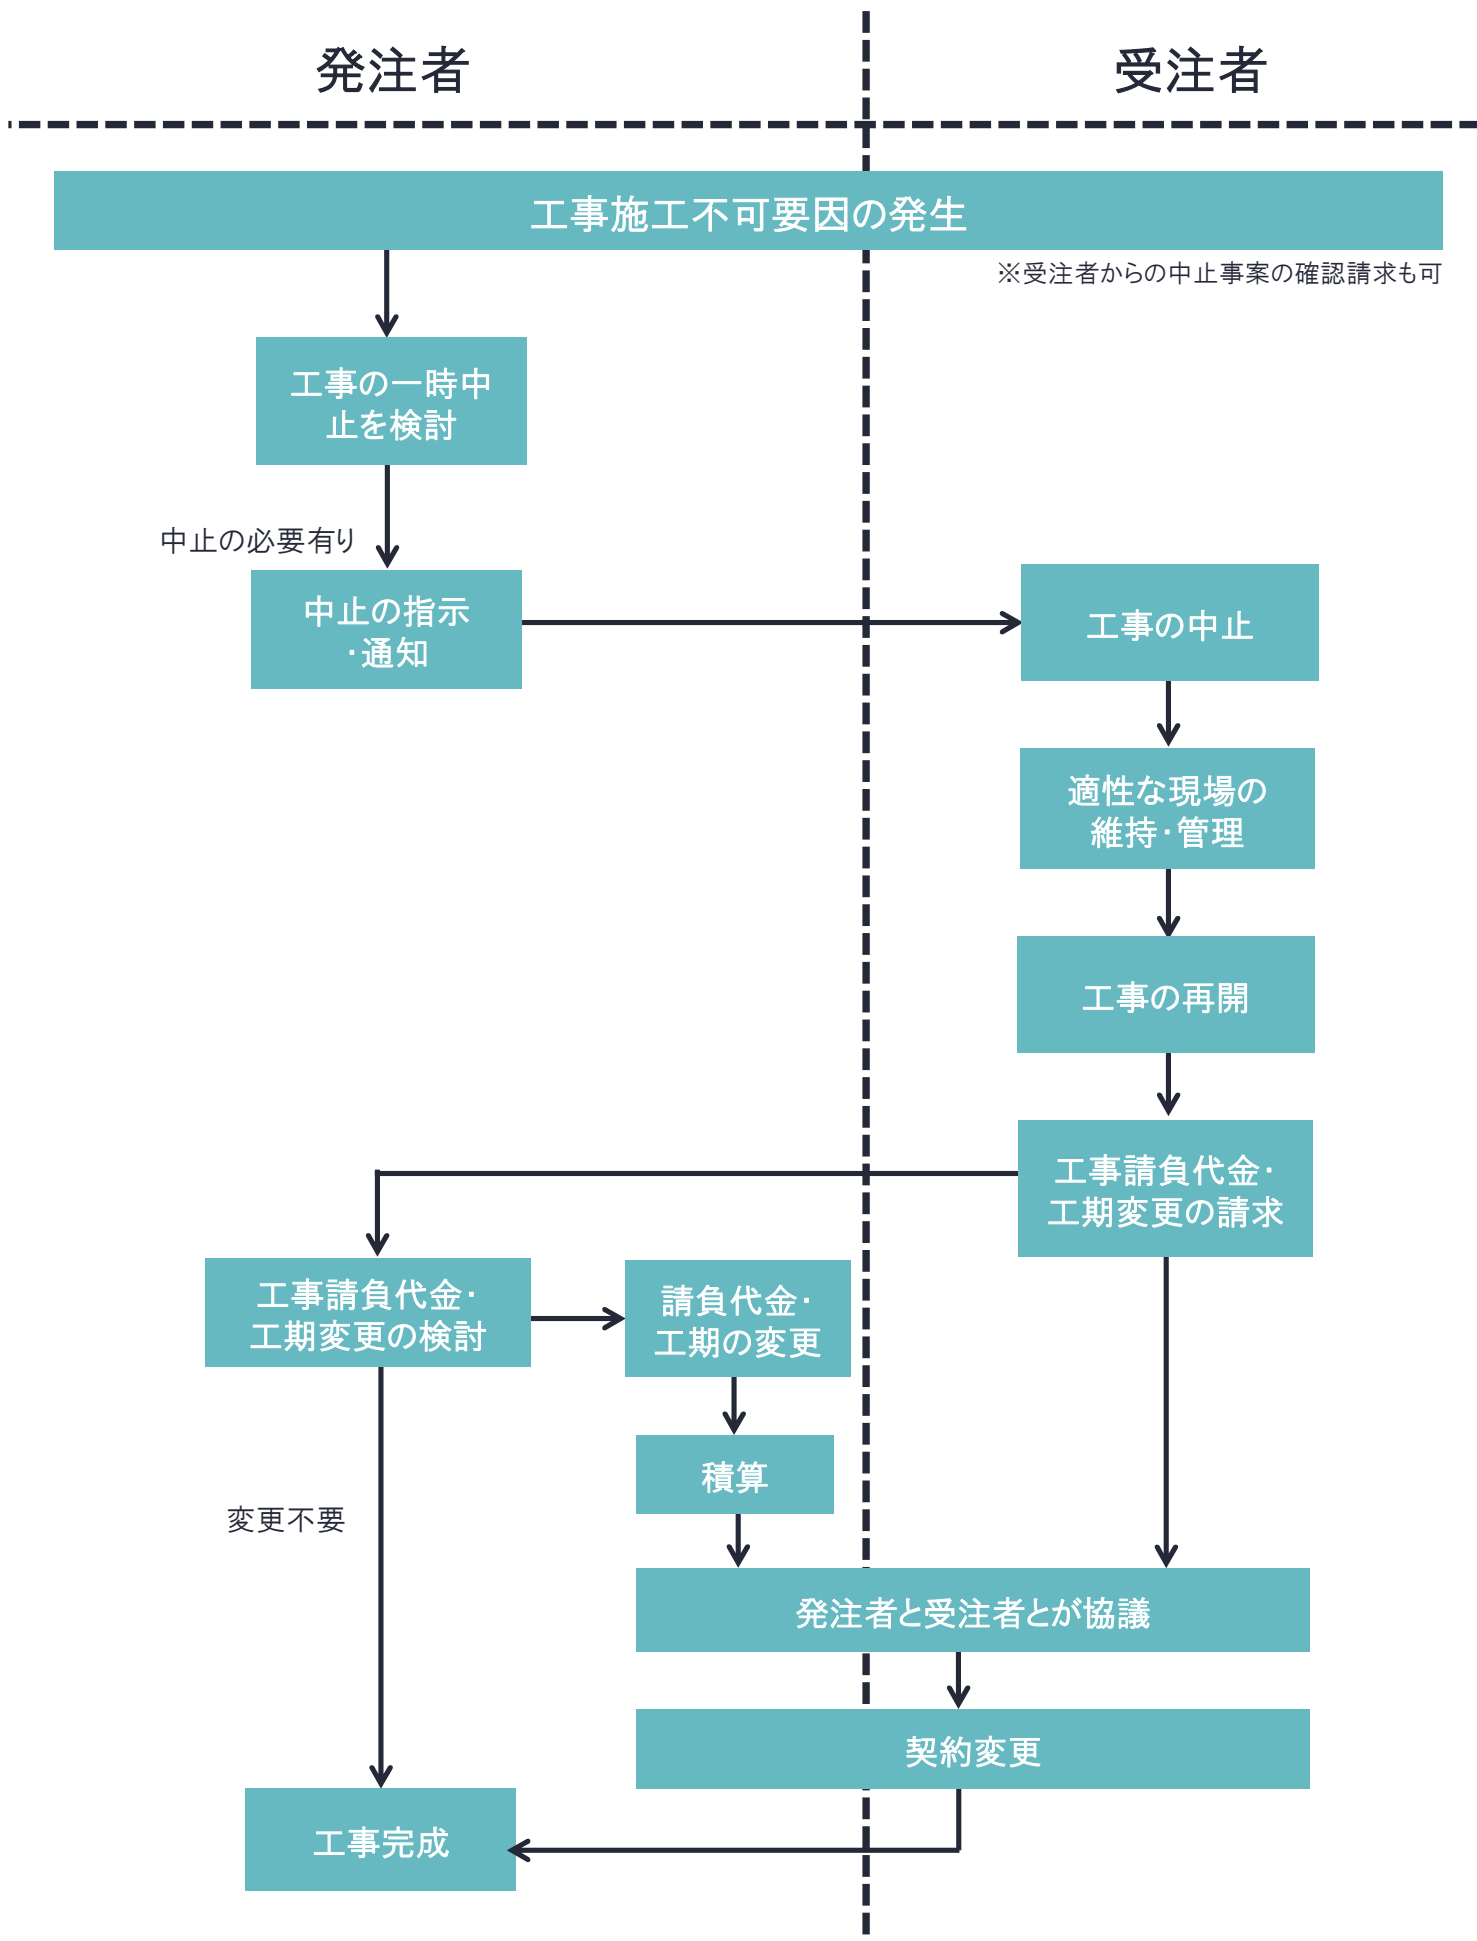 発注者
受注者
工事施工不可要因の発生
※受注者からの中止事案の確認請求も可
工事の一時中
止を検討
中止の必要有り
中止の指示
・通知
工事の中止
適性な現場の
維持・管理
工事の再開
工事請負代金・
工期変更の請求
工事請負代金・
工期変更の検討
請負代金・
工期の変更
積算
変更不要
発注者と受注者とが協議
契約変更
工事完成